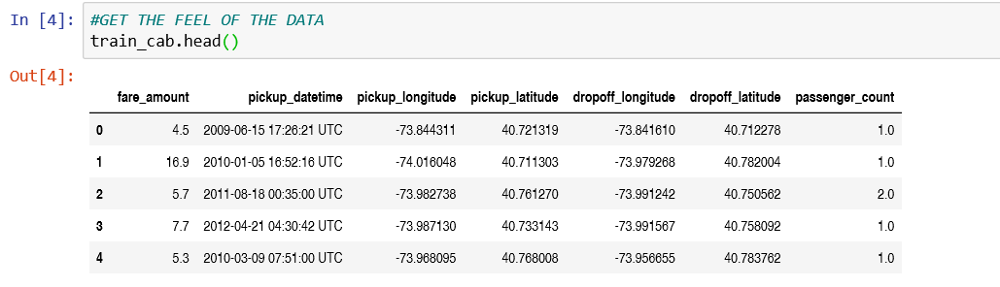 In [4]: #GET THE FEEL OF THE DATA
train_cab.head()
Out[4]:
fare_amount pickup_datetime pickup_longitude pickup_latitude dropoff_longitude dropoff_latitude passenger_count
0 4.5 2009-06-15 17:26:21 UTC -73.844311 40.721319 -73.841610 40.712278 1.0
1 16.9 2010-01-05 16:52:16 UTC -74.016048 40.711303 -73.979268 40.782004 1.0
2 5.7 2011-08-18 00:35:00 UTC -73.982738 40.761270 -73.991242 40.750562 2.0
3 7.7 2012-04-21 04:30:42 UTC -73.987130 40.733143 -73.991567 40.758092 1.0
4 5.3 2010-03-09 07:51:00 UTC -73.968095 40.768008 -73.956655 40.783762 1.0